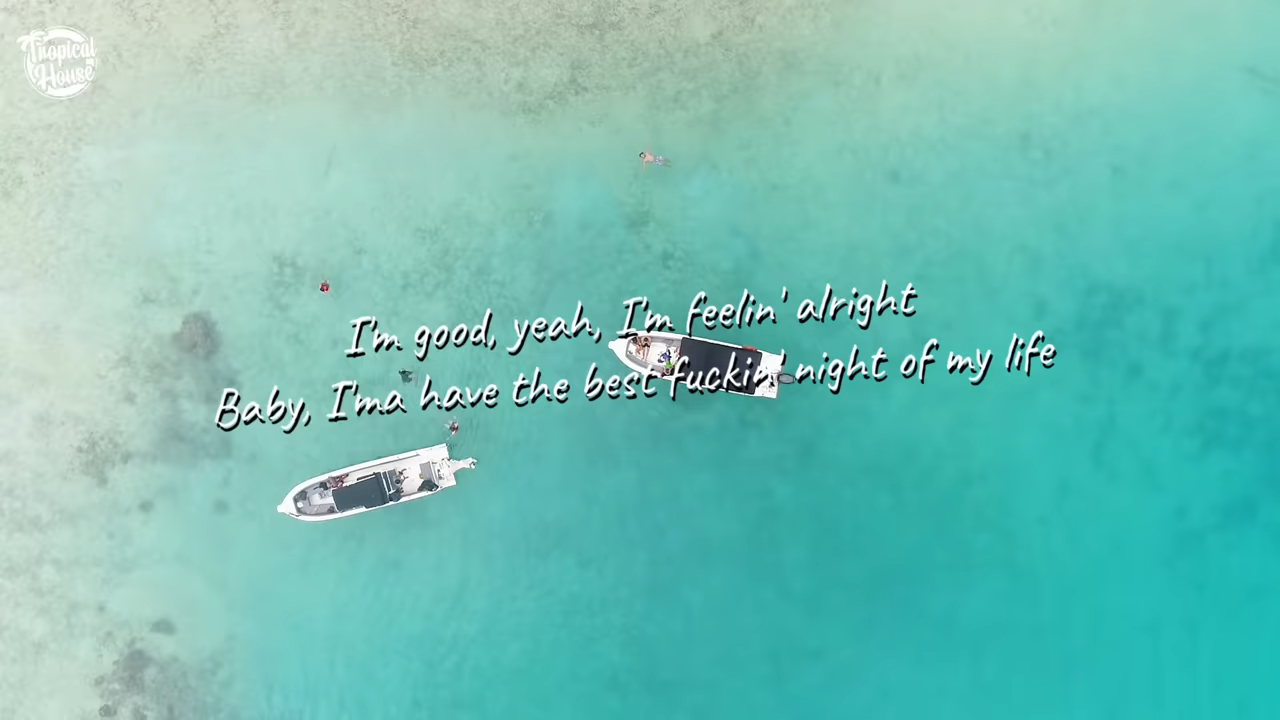 Tropical
House
I'm good, yeah, I'm feelin' alright
Baby, I'ma have the best fuckin' night of my life